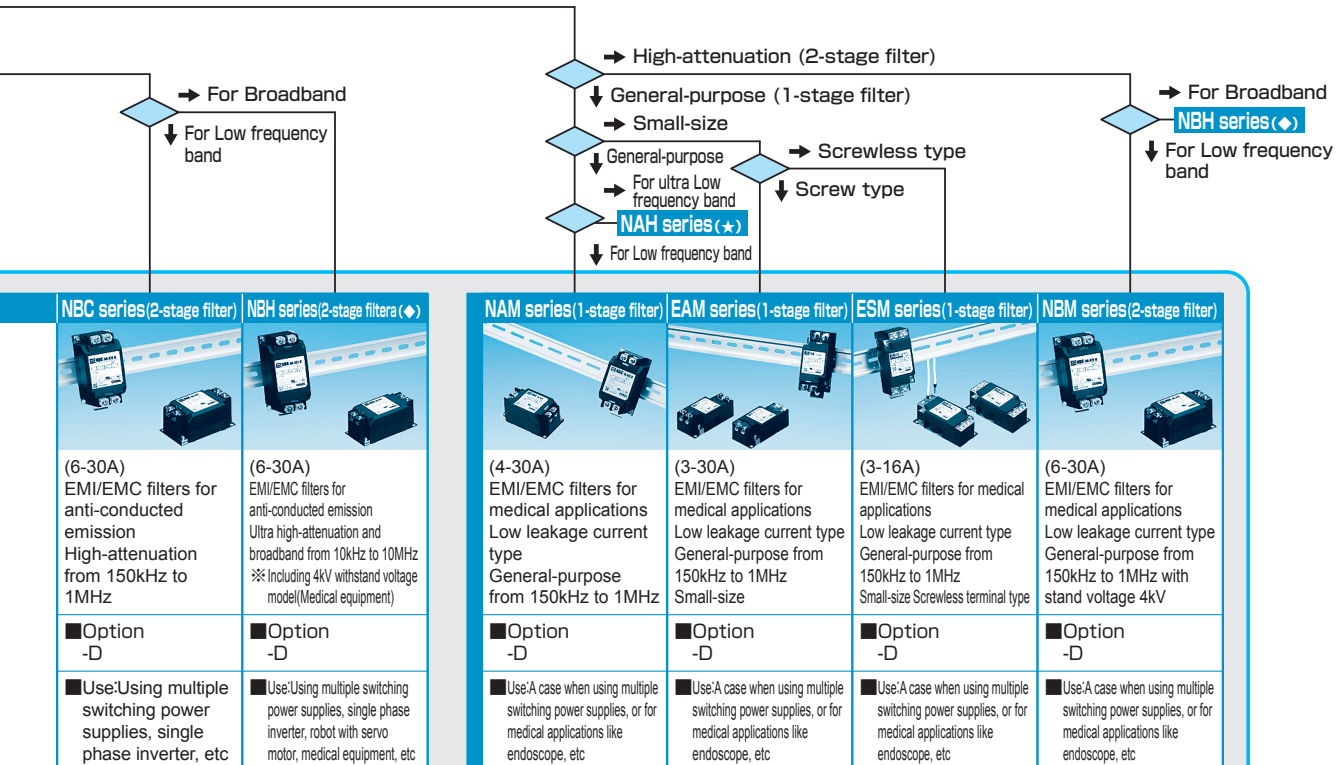 ➡ High-attenuation (2-stage filter)
⬇ General-purpose (1-stage filter)
➡ For Broadband
⬇ For Low frequency
band
➡ Small-size
⬇ General-purpose
➡ Screwless type
⬇ Screw type
➡ For ultra Low
frequency band
NAH series(★)
⬇ For Low frequency band
➡ For Broadband
NBH series(◆)
⬇ For Low frequency
band
NBC series(2-stage filter)
(6-30A)
EMI/EMC filters for
anti-conducted
emission
High-attenuation
from 150kHz to
1MHz
■Option
-D
■Use:Using multiple
switching power
supplies, single
phase inverter, etc
NBH series(2-stage filtera(◆)
(6-30A)
EMI/EMC filters for
anti-conducted emission
Ultra high-attenuation and
broadband from 10kHz to 10MHz
※Including 4kV withstand voltage
model(Medical equipment)
■Option
-D
■Use:Using multiple switching
power supplies, single phase
inverter, robot with servo
motor, medical equipment, etc
NAM series(1-stage filter)
(4-30A)
EMI/EMC filters for
medical applications
Low leakage current
type
General-purpose
from 150kHz to 1MHz
■Option
-D
■Use:A case when using multiple
switching power supplies, or for
medical applications like
endoscope, etc
EAM series(1-stage filter)
(3-30A)
EMI/EMC filters for
medical applications
Low leakage current type
General-purpose from
150kHz to 1MHz
Small-size
■Option
-D
■Use:A case when using multiple
switching power supplies, or for
medical applications like
endoscope, etc
ESM series(1-stage filter)
(3-16A)
EMI/EMC filters for medical
applications
Low leakage current type
General-purpose from
150kHz to 1MHz
Small-size Screwless terminal type
■Option
-D
■Use:A case when using multiple
switching power supplies, or for
medical applications like
endoscope, etc
NBM series(2-stage filter)
(6-30A)
EMI/EMC filters for
medical applications
Low leakage current type
General-purpose from
150kHz to 1MHz with
stand voltage 4kV
■Option
-D
■Use:A case when using multiple
switching power supplies, or for
medical applications like
endoscope, etc